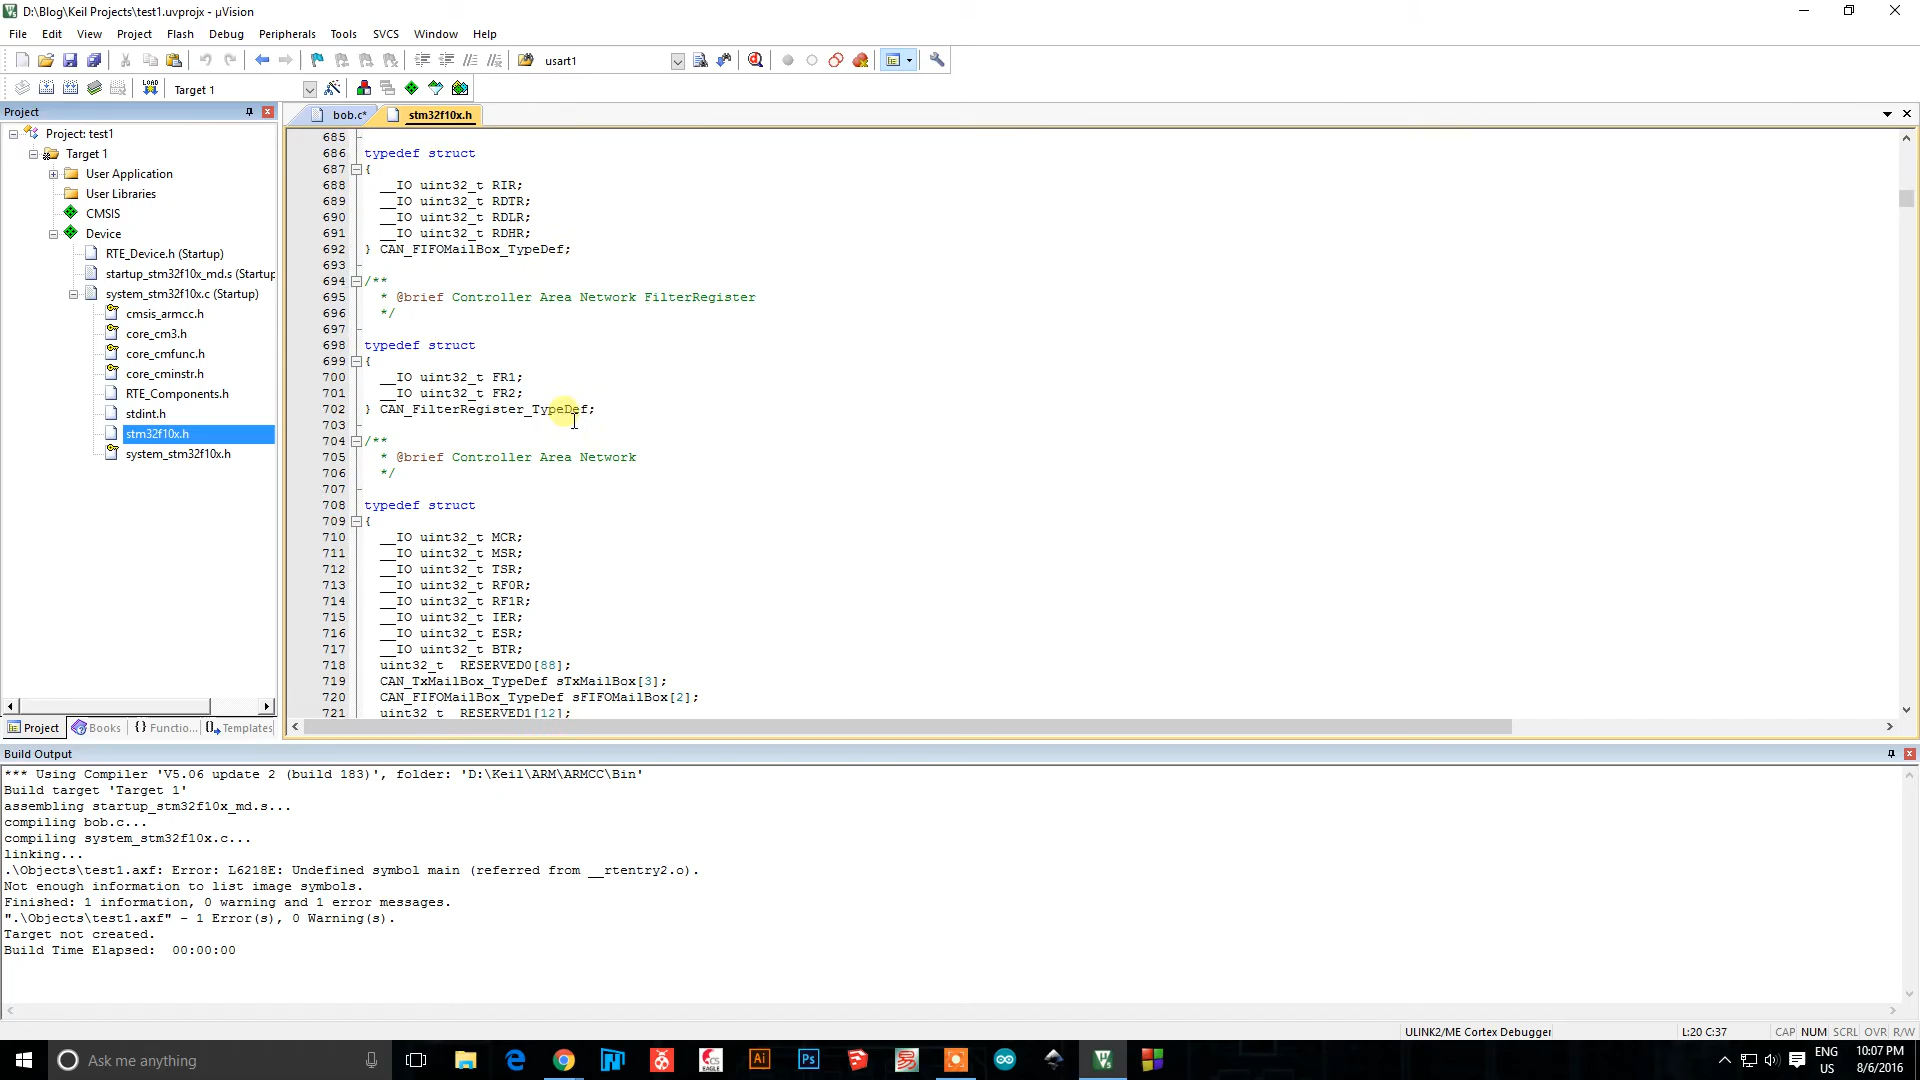 D:\Blog\Keil Projects\test1.uvprojx - µVision
File Edit View Project Flash Debug Peripherals Tools SVCS Window Help
usart1
LOAD Target 1
Project
bob.c* stm32f10x.h
Project: test1
Target 1
User Application
User Libraries
CMSIS
Device
RTE_Device.h (Startup)
startup_stm32f10x_md.s (Startup
system_stm32f10x.c (Startup)
cmsis_armcc.h
core_cm3.h
core_cmfunc.h
core_cminstr.h
RTE_Components.h
stdint.h
stm32f10x.h
system_stm32f10x.h
Project Books {} Functio... Templates
685
686 typedef struct
687 {
688 __IO uint32_t RIR;
689 __IO uint32_t RDTR;
690 __IO uint32_t RDLR;
691 __IO uint32_t RDHR;
692 } CAN_FIFOMailBox_TypeDef;
693
694 /**
695 * @brief Controller Area Network FilterRegister
696 */
697
698 typedef struct
699 {
700 __IO uint32_t FR1;
701 __IO uint32_t FR2;
702 } CAN_FilterRegister_TypeDef;
703
704 /**
705 * @brief Controller Area Network
706 */
707
708 typedef struct
709 {
710 __IO uint32_t MCR;
711 __IO uint32_t MSR;
712 __IO uint32_t TSR;
713 __IO uint32_t RF0R;
714 __IO uint32_t RF1R;
715 __IO uint32_t IER;
716 __IO uint32_t ESR;
717 __IO uint32_t BTR;
718 uint32_t RESERVED0[88];
719 CAN_TxMailBox_TypeDef sTxMailBox[3];
720 CAN_FIFOMailBox_TypeDef sFIFOMailBox[2];
721 uint32_t RESERVED1[12];
Build Output
*** Using Compiler 'V5.06 update 2 (build 183)', folder: 'D:\Keil\ARM\ARMCC\Bin'
Build target 'Target 1'
assembling startup_stm32f10x_md.s...
compiling bob.c...
compiling system_stm32f10x.c...
linking...
.\Objects\test1.axf: Error: L6218E: Undefined symbol main (referred from __rtentry2.o).
Not enough information to list image symbols.
Finished: 1 information, 0 warning and 1 error messages.
".\Objects\test1.axf" - 1 Error(s), 0 Warning(s).
Target not created.
Build Time Elapsed: 00:00:00
ULINK2/ME Cortex Debugger L:20 C:37 CAP NUM SCRL OVR R/W
Ask me anything
EAGLE Ai Ps
ENG
US
10:07 PM
8/6/2016